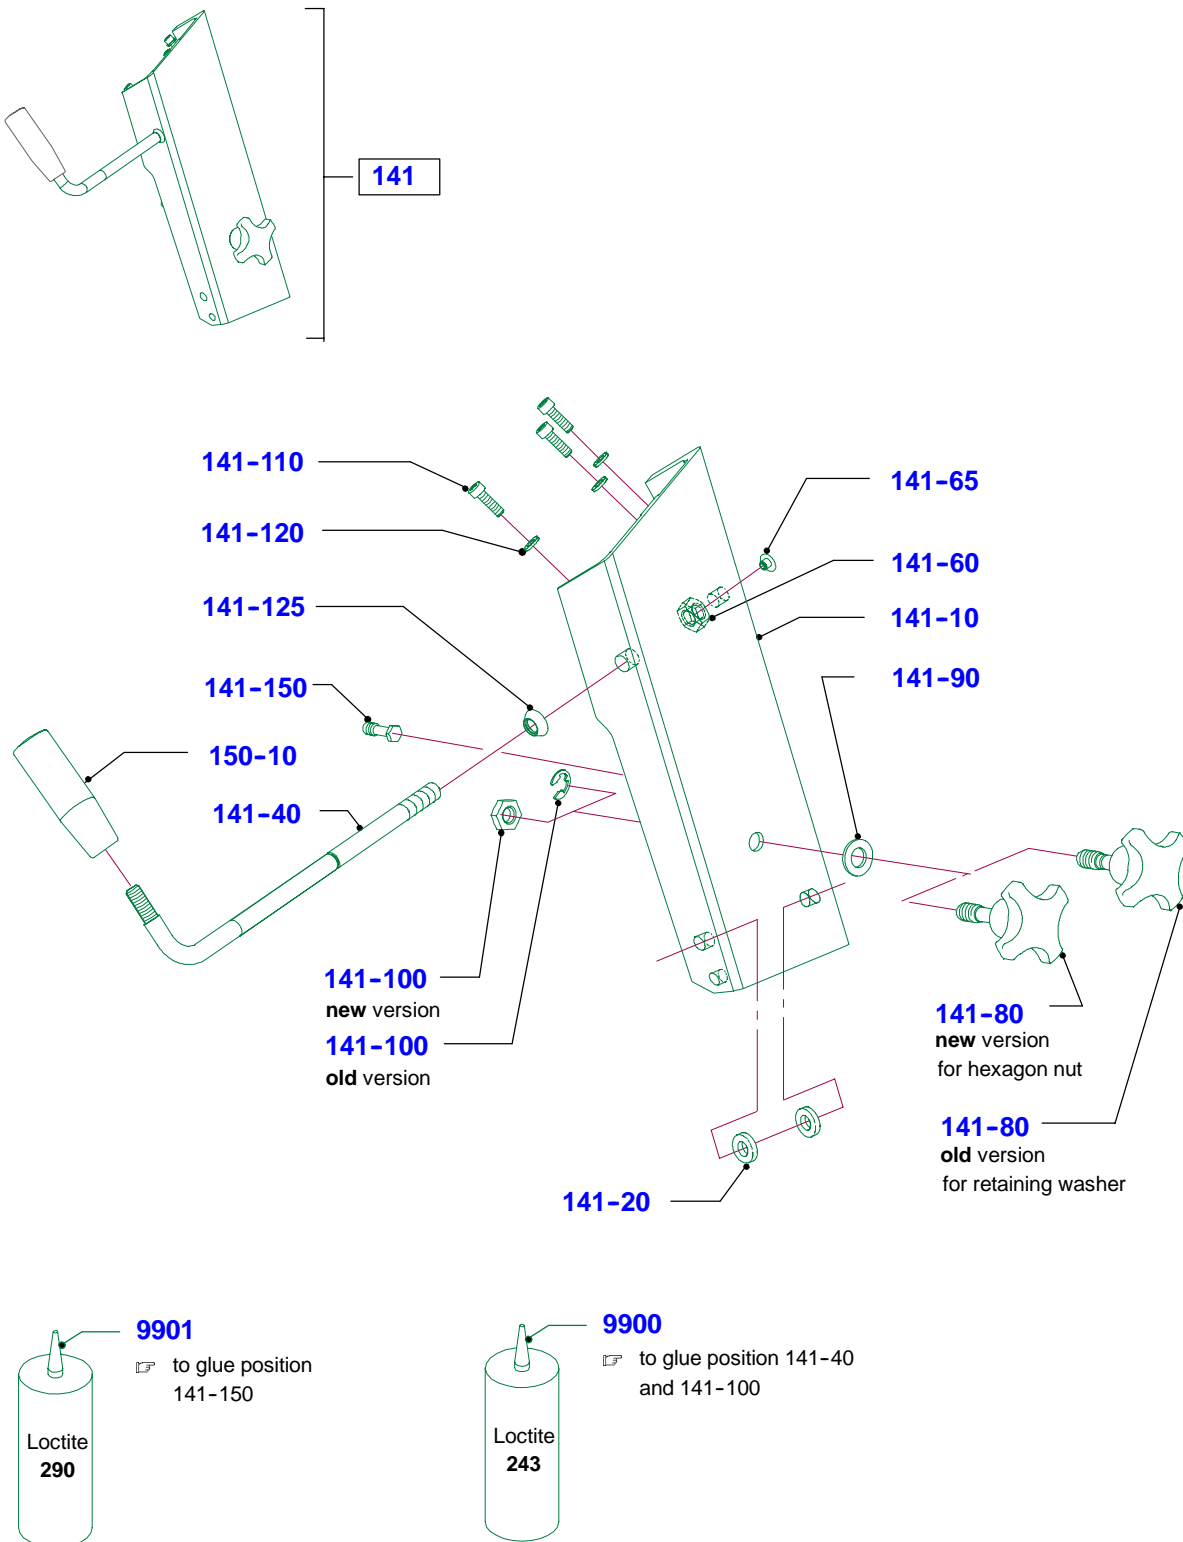 141
141-110
141-120
141-125
141-150
150-10
141-40
141-65
141-60
141-10
141-90
141-100
new version
141-100
old version
141-80
new version
for hexagon nut
141-80
old version
for retaining washer
141-20
9901
☞ to glue position
141-150
Loctite
290
9900
☞ to glue position 141-40
and 141-100
Loctite
243